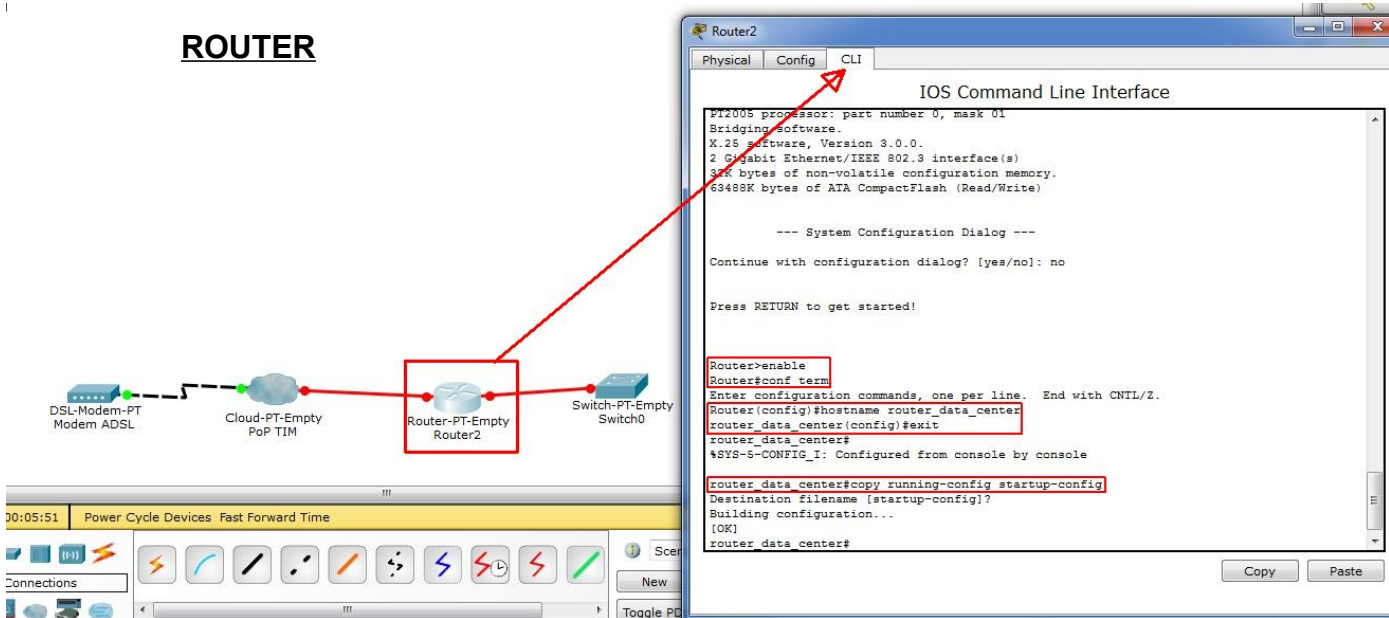 ROUTER
DSL-Modem-PT
Modem ADSL
Cloud-PT-Empty
PoP TIM
Router-PT-Empty
Router2
Switch-PT-Empty
Switch0
00:05:51
Power Cycle Devices Fast Forward Time
Connections
Scen
New
Toggle PD
Router2
Physical
Config
CLI
IOS Command Line Interface
PT2005 processor: part number 0, mask 01
Bridging software.
X.25 software, Version 3.0.0.
2 Gigabit Ethernet/IEEE 802.3 interface(s)
32K bytes of non-volatile configuration memory.
63488K bytes of ATA CompactFlash (Read/Write)
--- System Configuration Dialog ---
Continue with configuration dialog? [yes/no]: no
Press RETURN to get started!
Router>enable
Router#conf term
Enter configuration commands, one per line. End with CNTL/Z.
Router(config)#hostname router_data_center
router_data_center(config)#exit
router_data_center#
%SYS-5-CONFIG_I: Configured from console by console
router_data_center#copy running-config startup-config
Destination filename [startup-config]?
Building configuration...
[OK]
router_data_center#
Copy
Paste